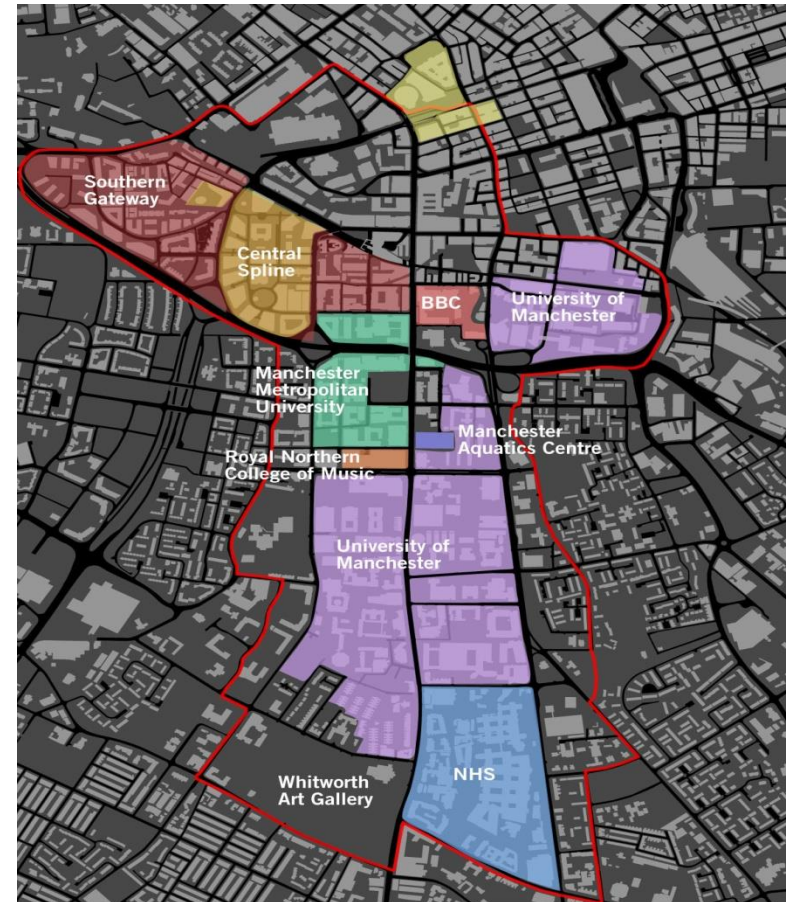 Southern
Gateway
Central
Spline
BBC
University of
Manchester
Manchester
Metropolitan
University
Manchester
Aquatics Centre
Royal Northern
College of Music
University of
Manchester
NHS
Whitworth
Art Gallery